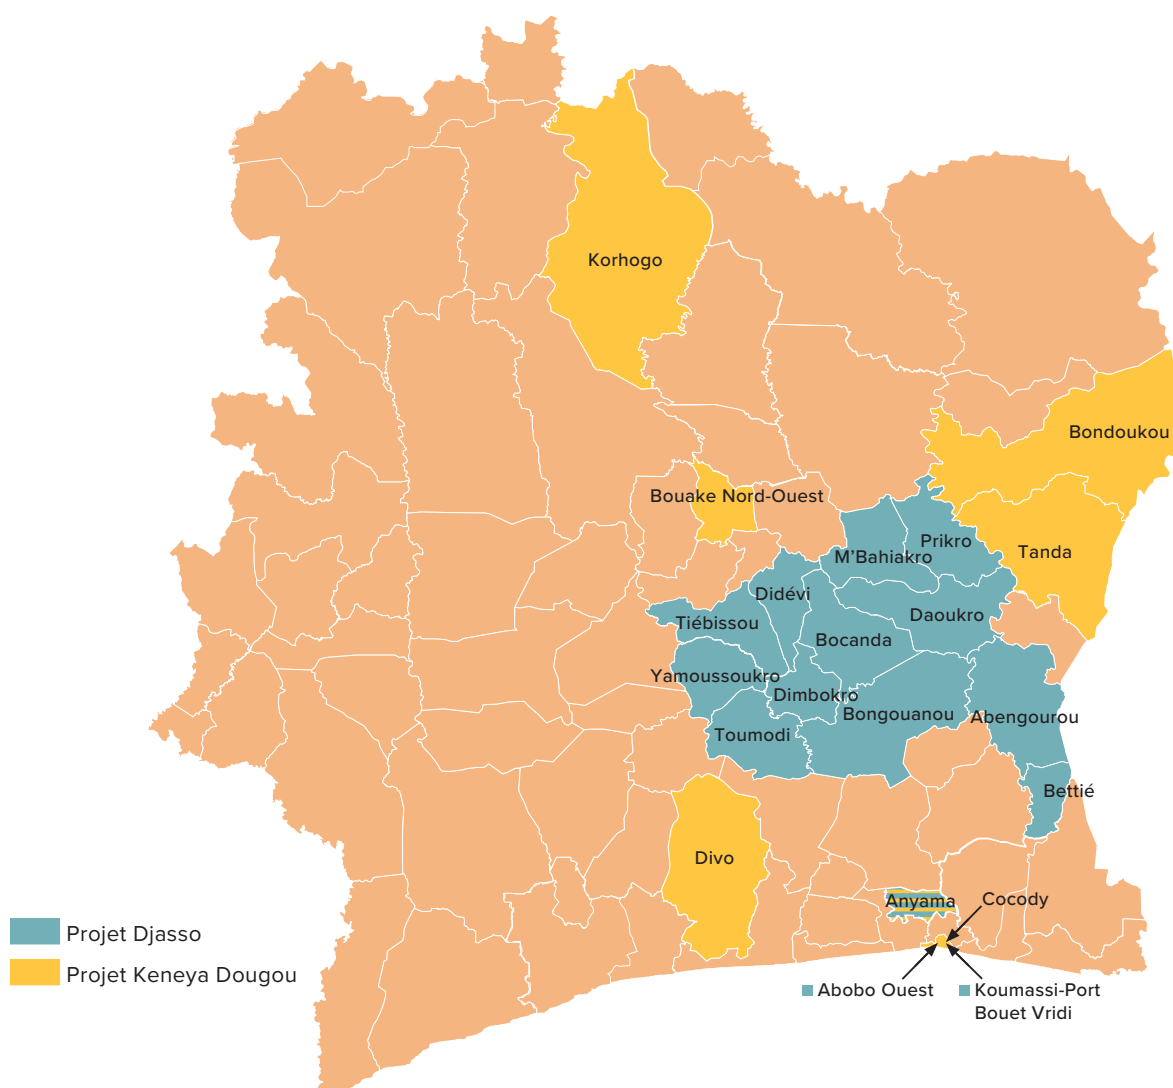 Korhogo
Bondoukou
Bouake Nord-Ouest
Prikro
Tanda
M'Bahiakro
Didévi
Daoukro
Tiébissou
Bocanda
Yamoussoukro
Dimbokro
Bongouanou
Abengourou
Toumodi
Bettié
Divo
Anyama
Cocody
Projet Djasso
Projet Keneya Dougou
Abobo Ouest
Koumassi-Port
Bouet Vridi